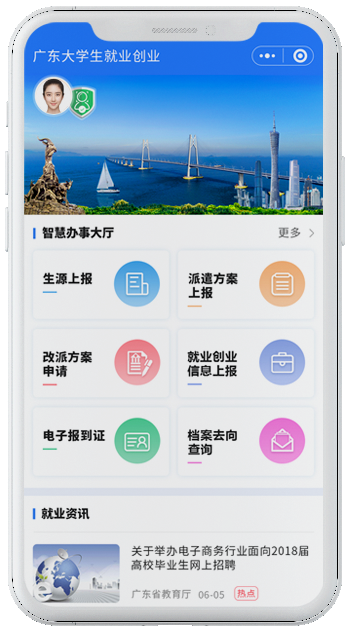 广东大学生就业创业
智慧办事大厅
更多
生源上报
派遣方案
上报
改派方案
申请
就业创业
信息上报
电子报到证
档案去向
查询
就业资讯
关于举办电子商务行业面向2018届
高校毕业生网上招聘
广东省教育厅 06-05 热点